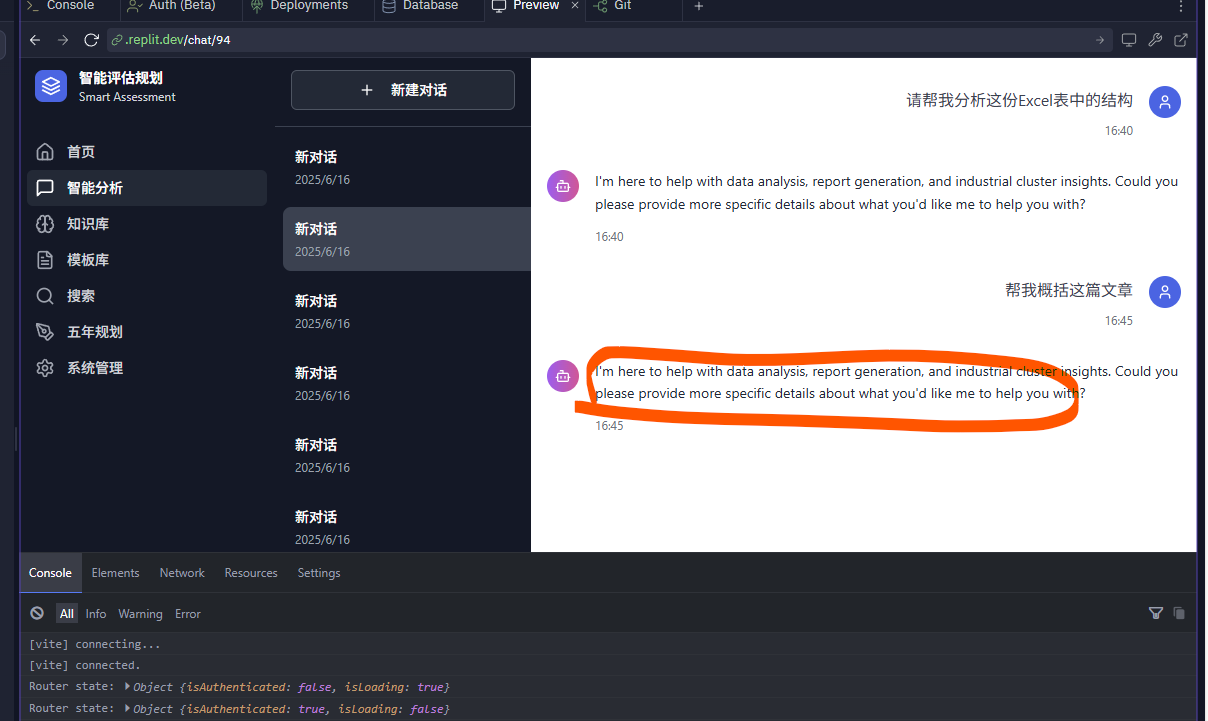 Console
Auth (Beta)
Deployments
Database
Preview
Git
.replit.dev/chat/94
智能评估规划
Smart Assessment
首页
智能分析
知识库
模板库
搜索
五年规划
系统管理
新建对话
新对话
2025/6/16
新对话
2025/6/16
新对话
2025/6/16
新对话
2025/6/16
新对话
2025/6/16
新对话
2025/6/16
请帮我分析这份Excel表中的结构
16:40
I'm here to help with data analysis, report generation, and industrial cluster insights. Could you
please provide more specific details about what you'd like me to help you with?
16:40
帮我概括这篇文章
16:45
I'm here to help with data analysis, report generation, and industrial cluster insights. Could you
please provide more specific details about what you'd like me to help you with?
16:45
Console Elements Network Resources Settings
All Info Warning Error
[vite] connecting...
[vite] connected.
Router state: Object {isAuthenticated: false, isLoading: true}
Router state: Object {isAuthenticated: true, isLoading: false}